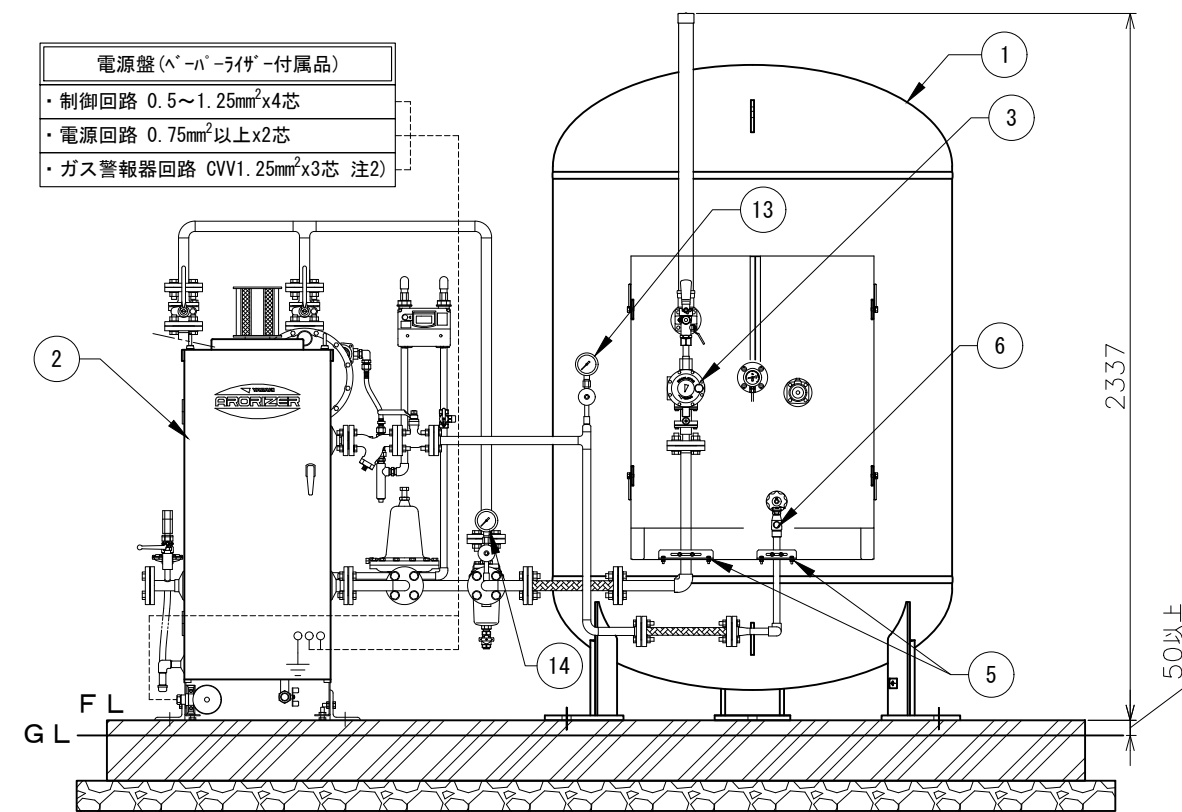 電源盤(ﾍﾞｰﾊﾟｰﾗｲｻﾞｰ付属品)
・制御回路 0.5〜1.25mm²x4芯
・電源回路 0.75mm²以上x2芯
・ガス警報器回路 CVV1.25mm²x3芯 注2)
1
3
13
2
ARORIZER
6
2337
14
5
50以上
FL
GL